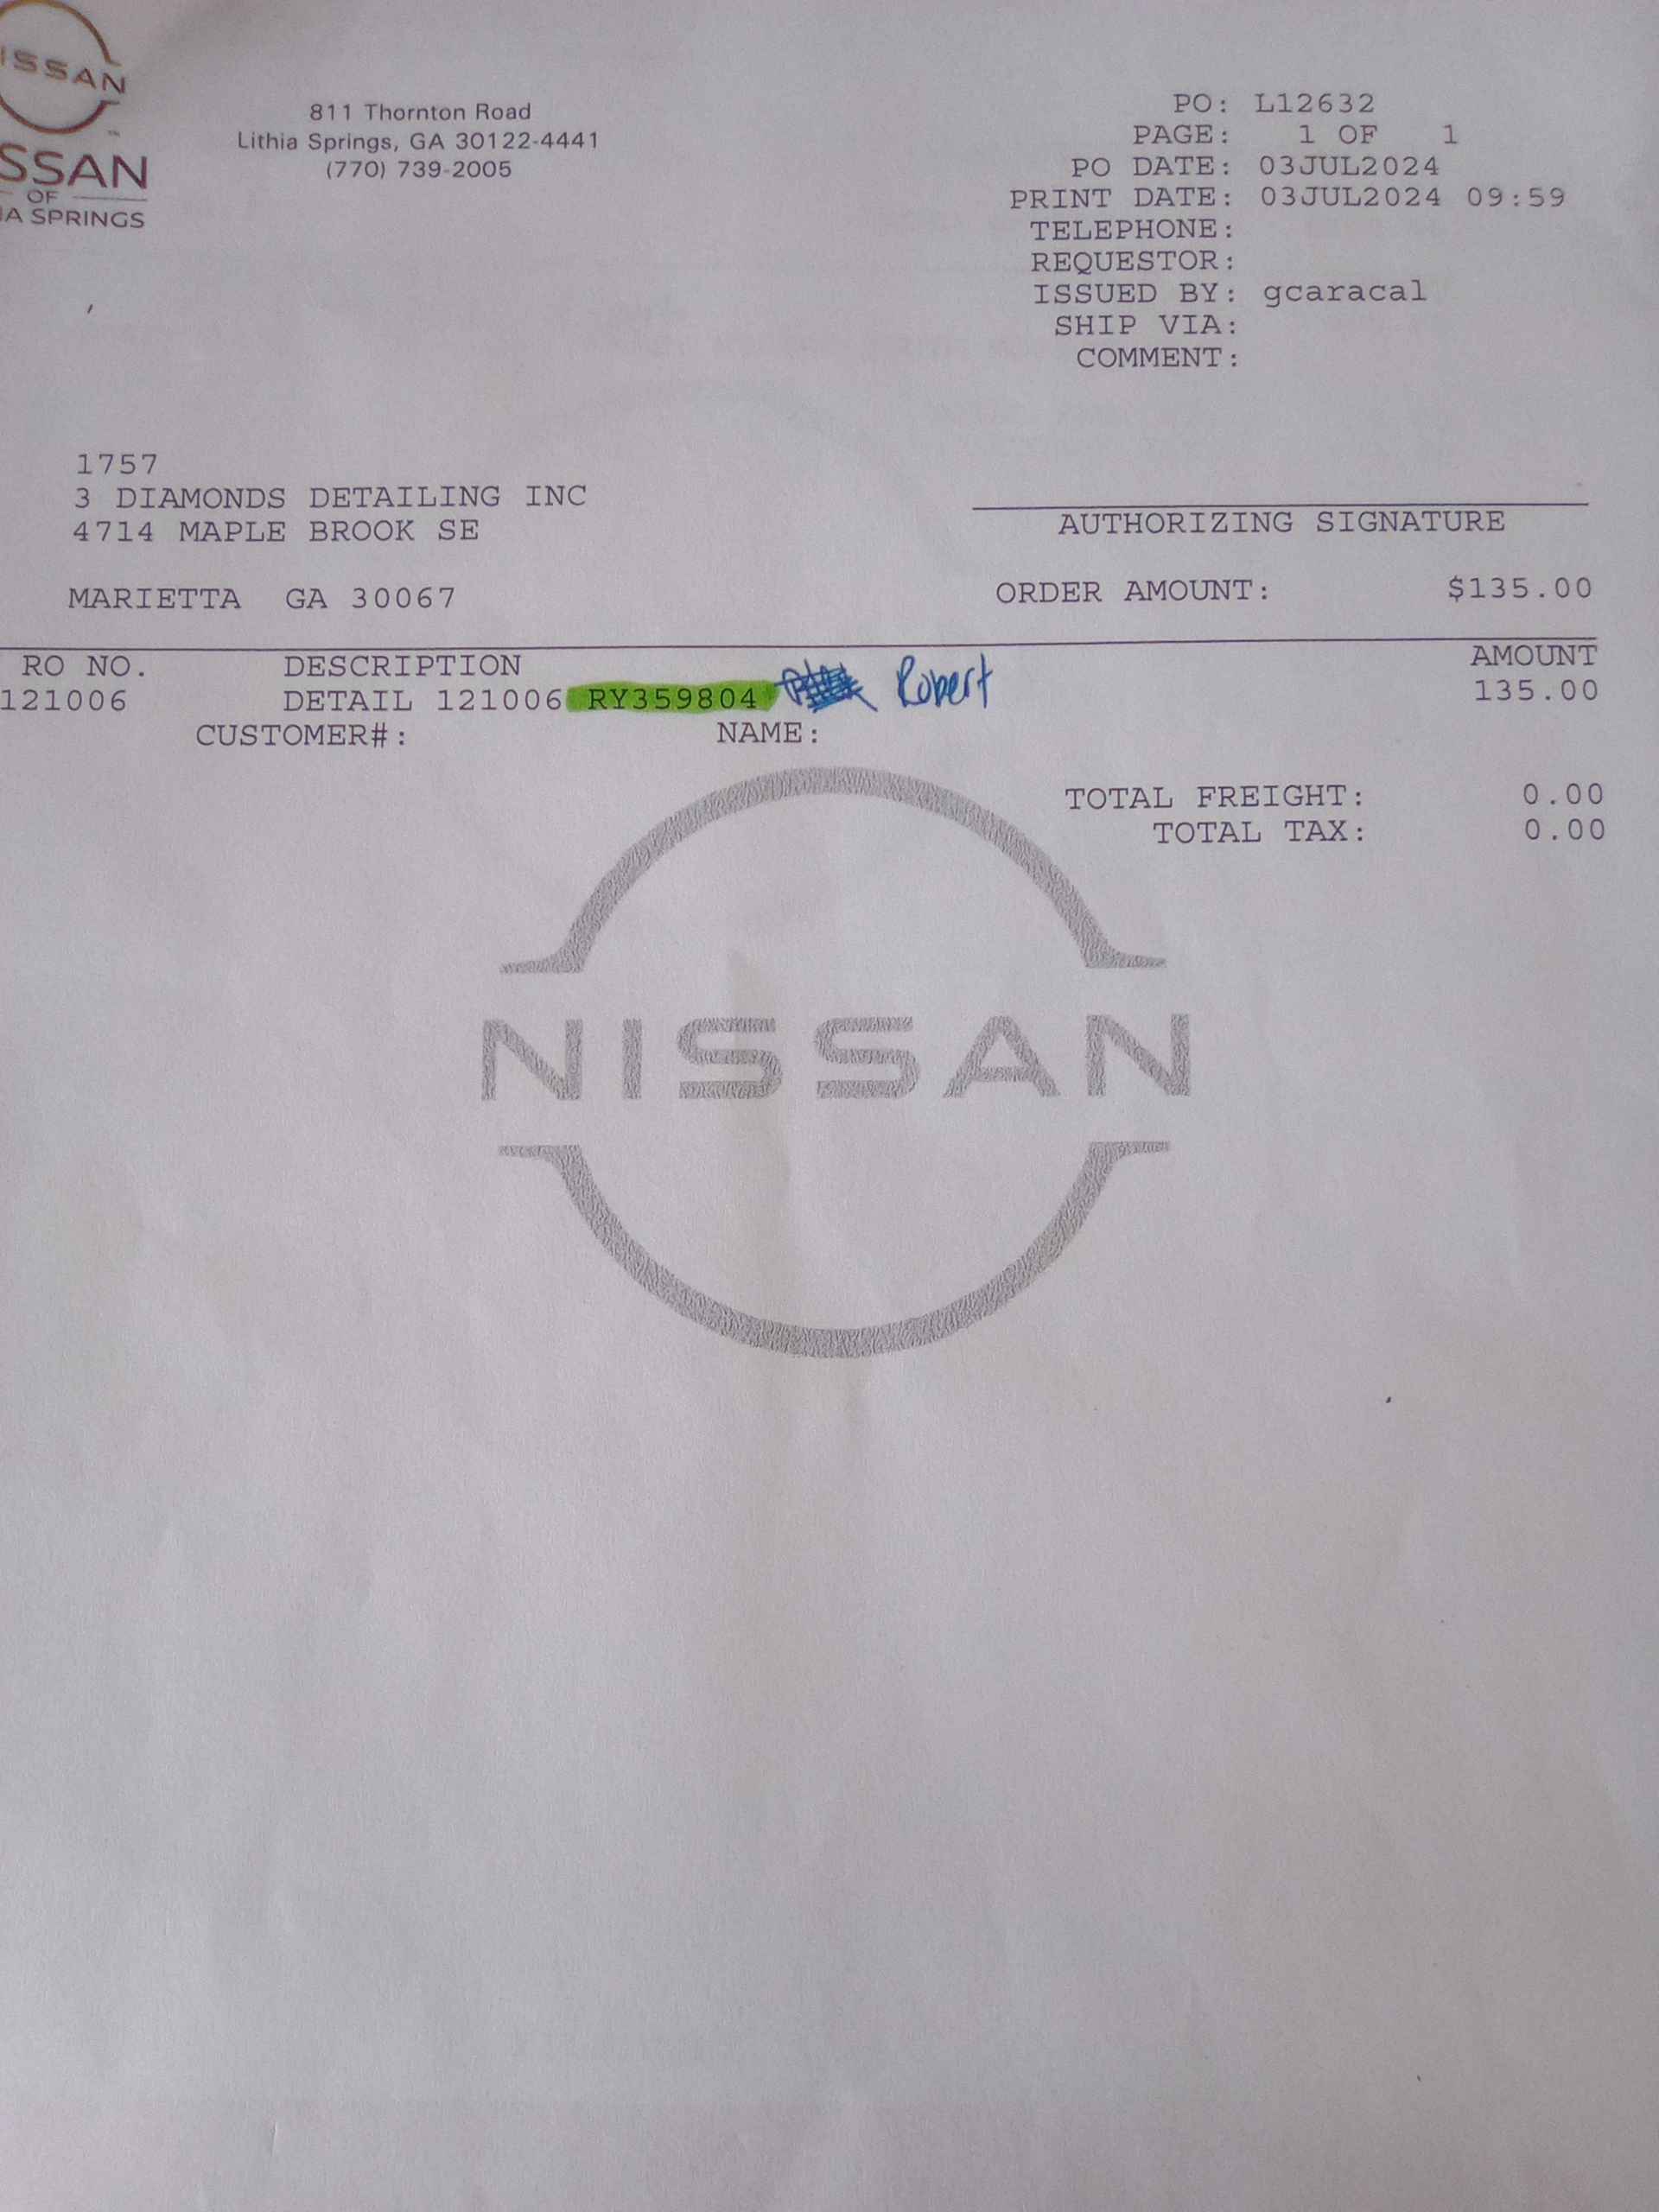 ISSAN
SSAN
OF
IA SPRINGS
811 Thornton Road
Lithia Springs, GA 30122-4441
(770) 739-2005
PO: L12632
PAGE: 1 OF 1
PO DATE: 03JUL2024
PRINT DATE: 03JUL2024 09:59
TELEPHONE:
REQUESTOR:
ISSUED BY: gcaracal
SHIP VIA:
COMMENT:
1757
3 DIAMONDS DETAILING INC
4714 MAPLE BROOK SE
MARIETTA GA 30067
AUTHORIZING SIGNATURE
ORDER AMOUNT: $135.00
RO NO. DESCRIPTION AMOUNT
121006 DETAIL 121006 RY359804 Robert 135.00
CUSTOMER#: NAME:
TOTAL FREIGHT: 0.00
TOTAL TAX: 0.00
NISSAN